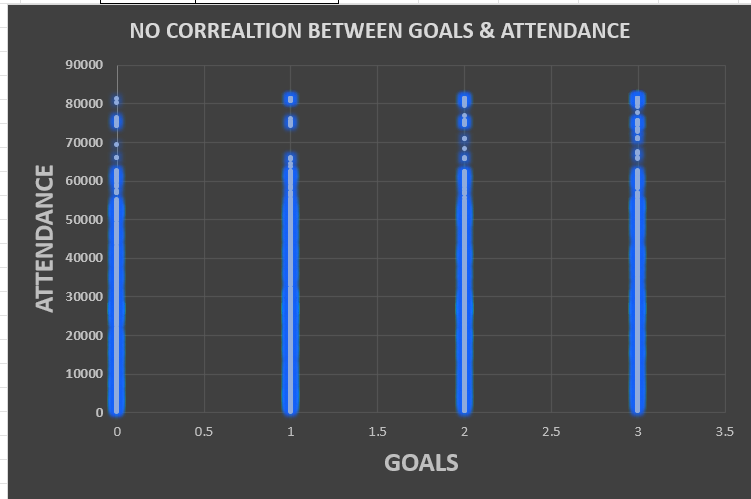 NO CORREALTION BETWEEN GOALS & ATTENDANCE
90000
80000
70000
60000
50000
40000
30000
20000
10000
0
ATTENDANCE
0 0.5 1 1.5 2 2.5 3 3.5
GOALS